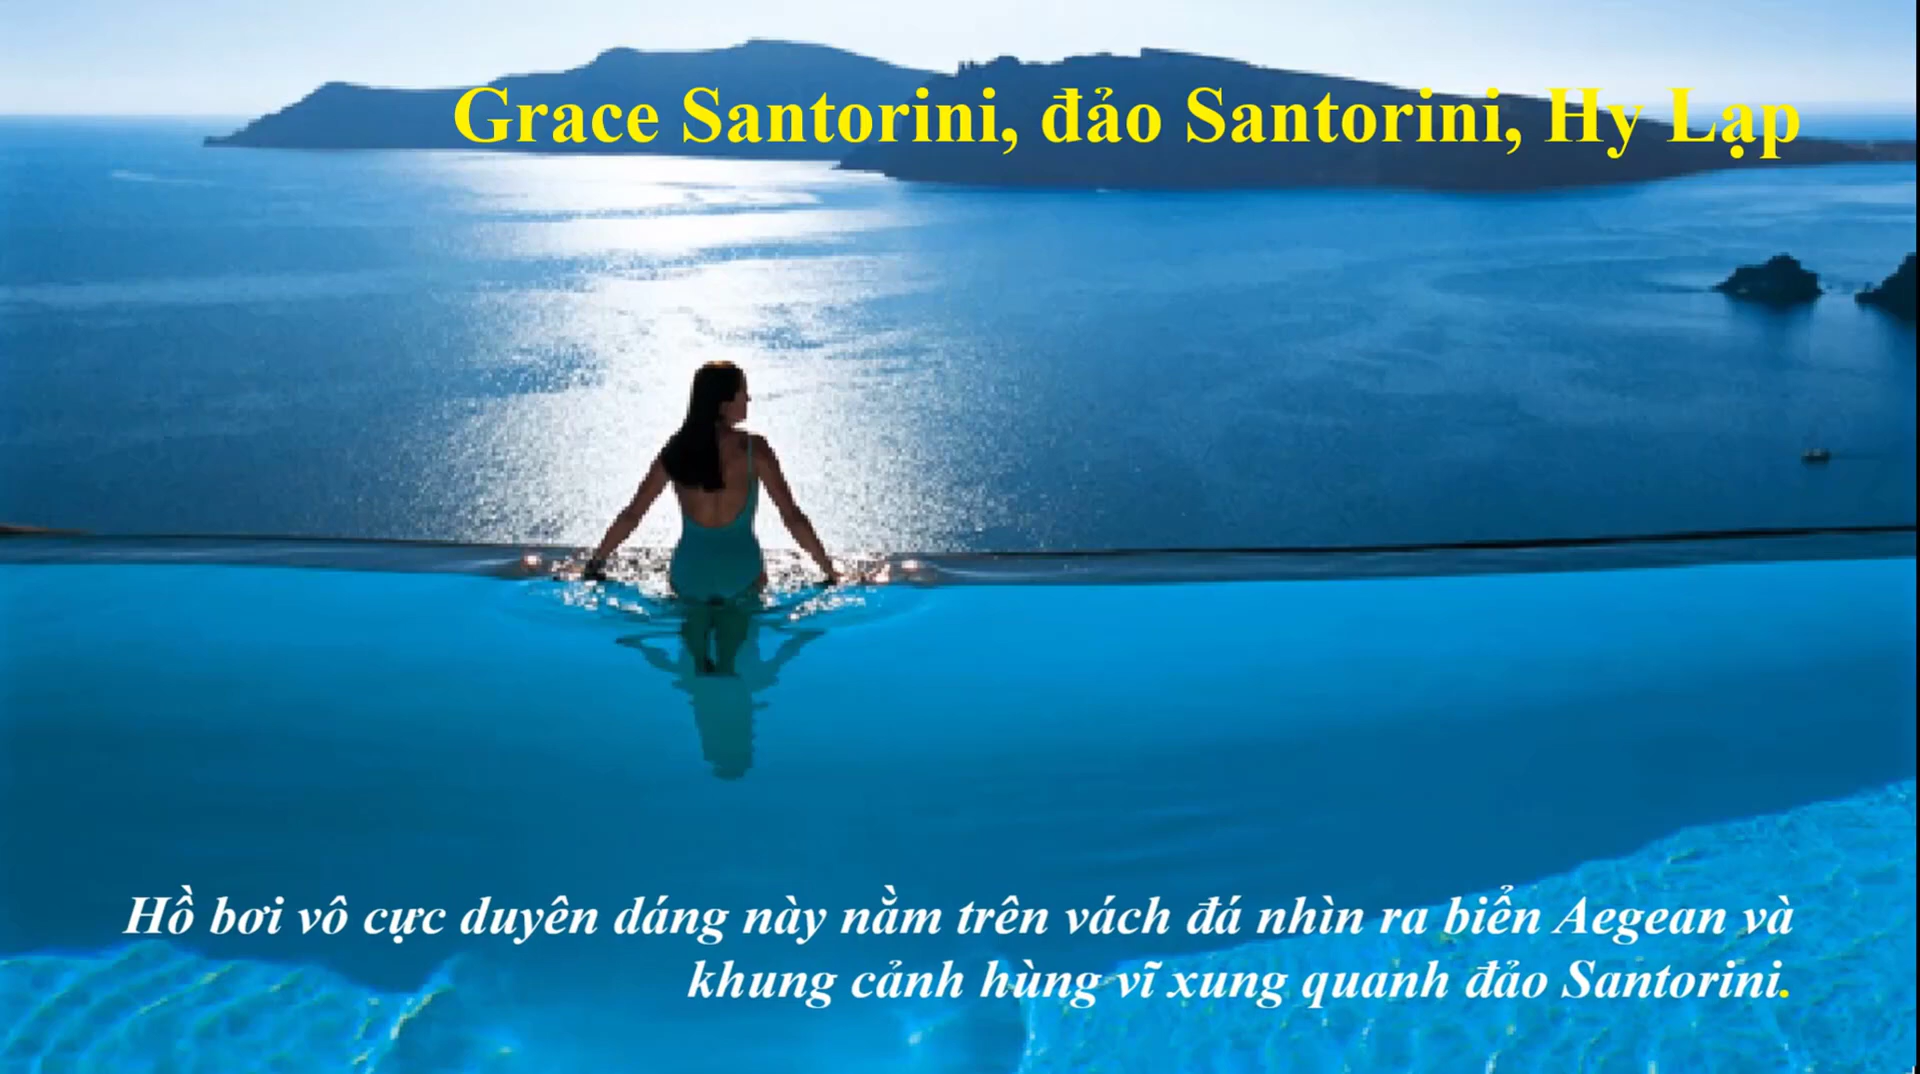 Grace Santorini, đảo Santorini, Hy Lạp
Hồ bơi vô cực duyên dáng này nằm trên vách đá nhìn ra biển Aegean và
khung cảnh hùng vĩ xung quanh đảo Santorini.